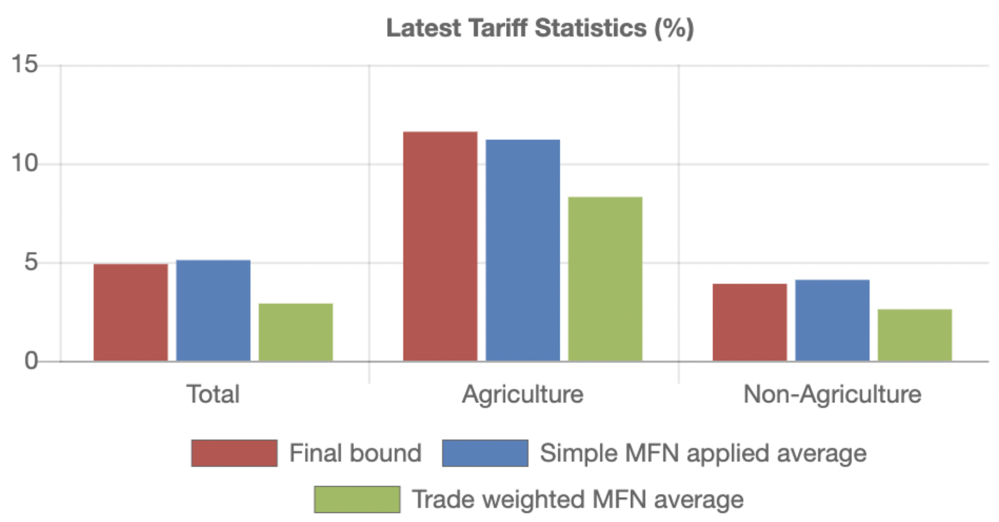 Latest Tariff Statistics (%)
15
10
5
0
Total Agriculture Non-Agriculture
Final bound Simple MFN applied average
Trade weighted MFN average